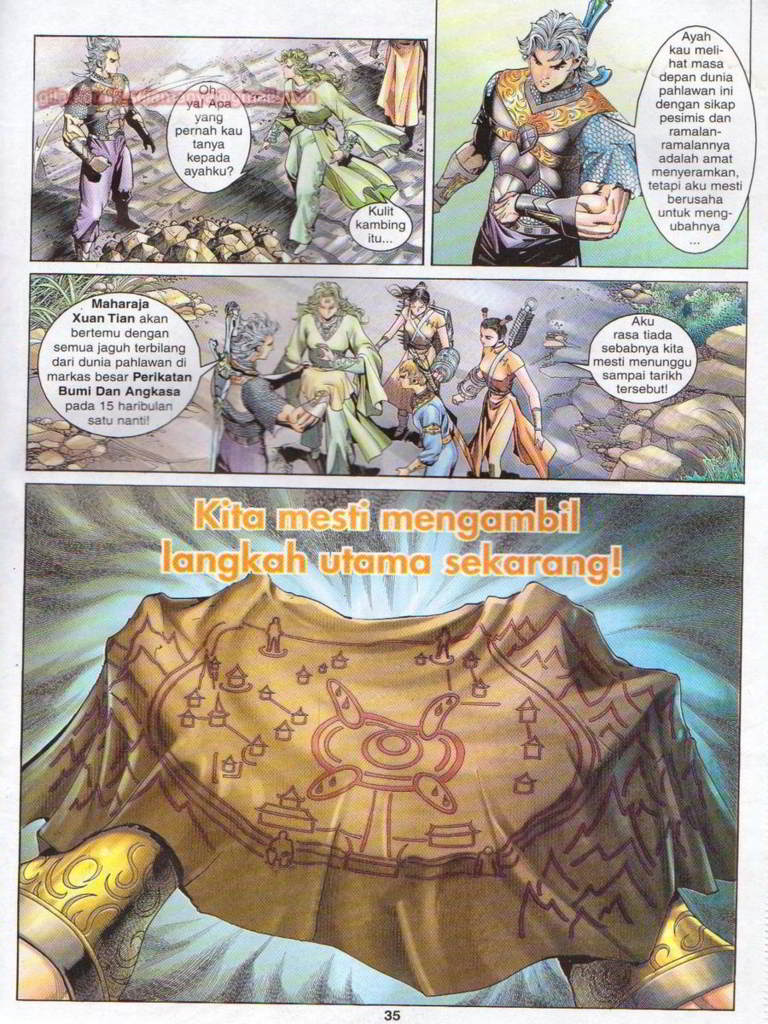 Oh
ya! Apa
yang
pernah kau
tanya
kepada
ayahku?
Kulit
kambing
itu...
Ayah
kau meli-
hat masa
depan dunia
pahlawan ini
dengan sikap
pesimis dan
ramalan-
ramalannya
adalah amat
menyeramkan,
tetapi aku mesti
berusaha
untuk meng-
ubahnya
...
Maharaja
Xuan Tian akan
bertemu dengan
semua jaguh terbilang
dari dunia pahlawan di
markas besar Perikatan
Bumi Dan Angkasa
pada 15 haribulan
satu nanti!
Aku
rasa tiada
sebabnya kita
mesti menunggu
sampai tarikh
tersebut!
Kita mesti mengambil
langkah utama sekarang!
35